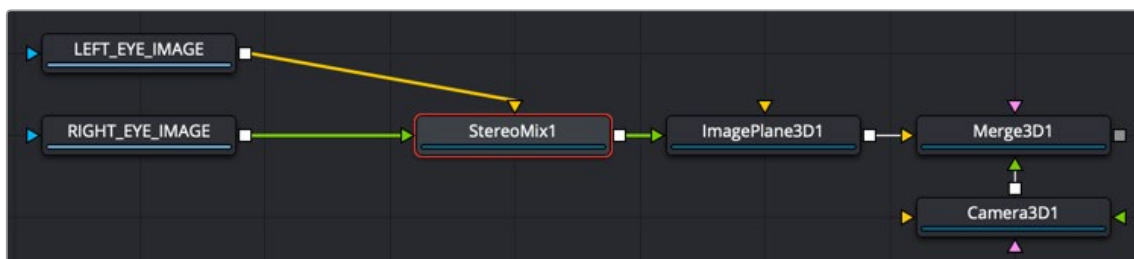 LEFT_EYE_IMAGE
RIGHT_EYE_IMAGE
StereoMix1
ImagePlane3D1
Merge3D1
Camera3D1